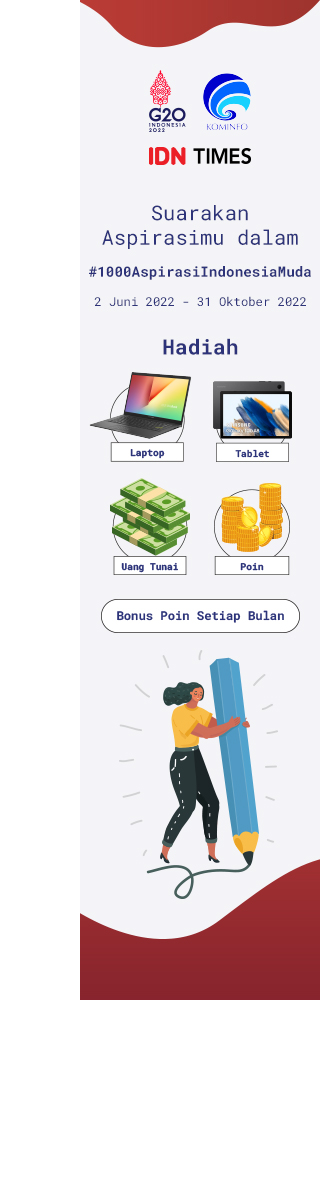 G20
INDONESIA
2022
KOMINFO
IDN TIMES
Suarakan
Aspirasimu dalam
#1000AspirasiIndonesiaMuda
2 Juni 2022 - 31 Oktober 2022
Hadiah
Laptop
Tablet
Uang Tunai
Poin
Bonus Poin Setiap Bulan